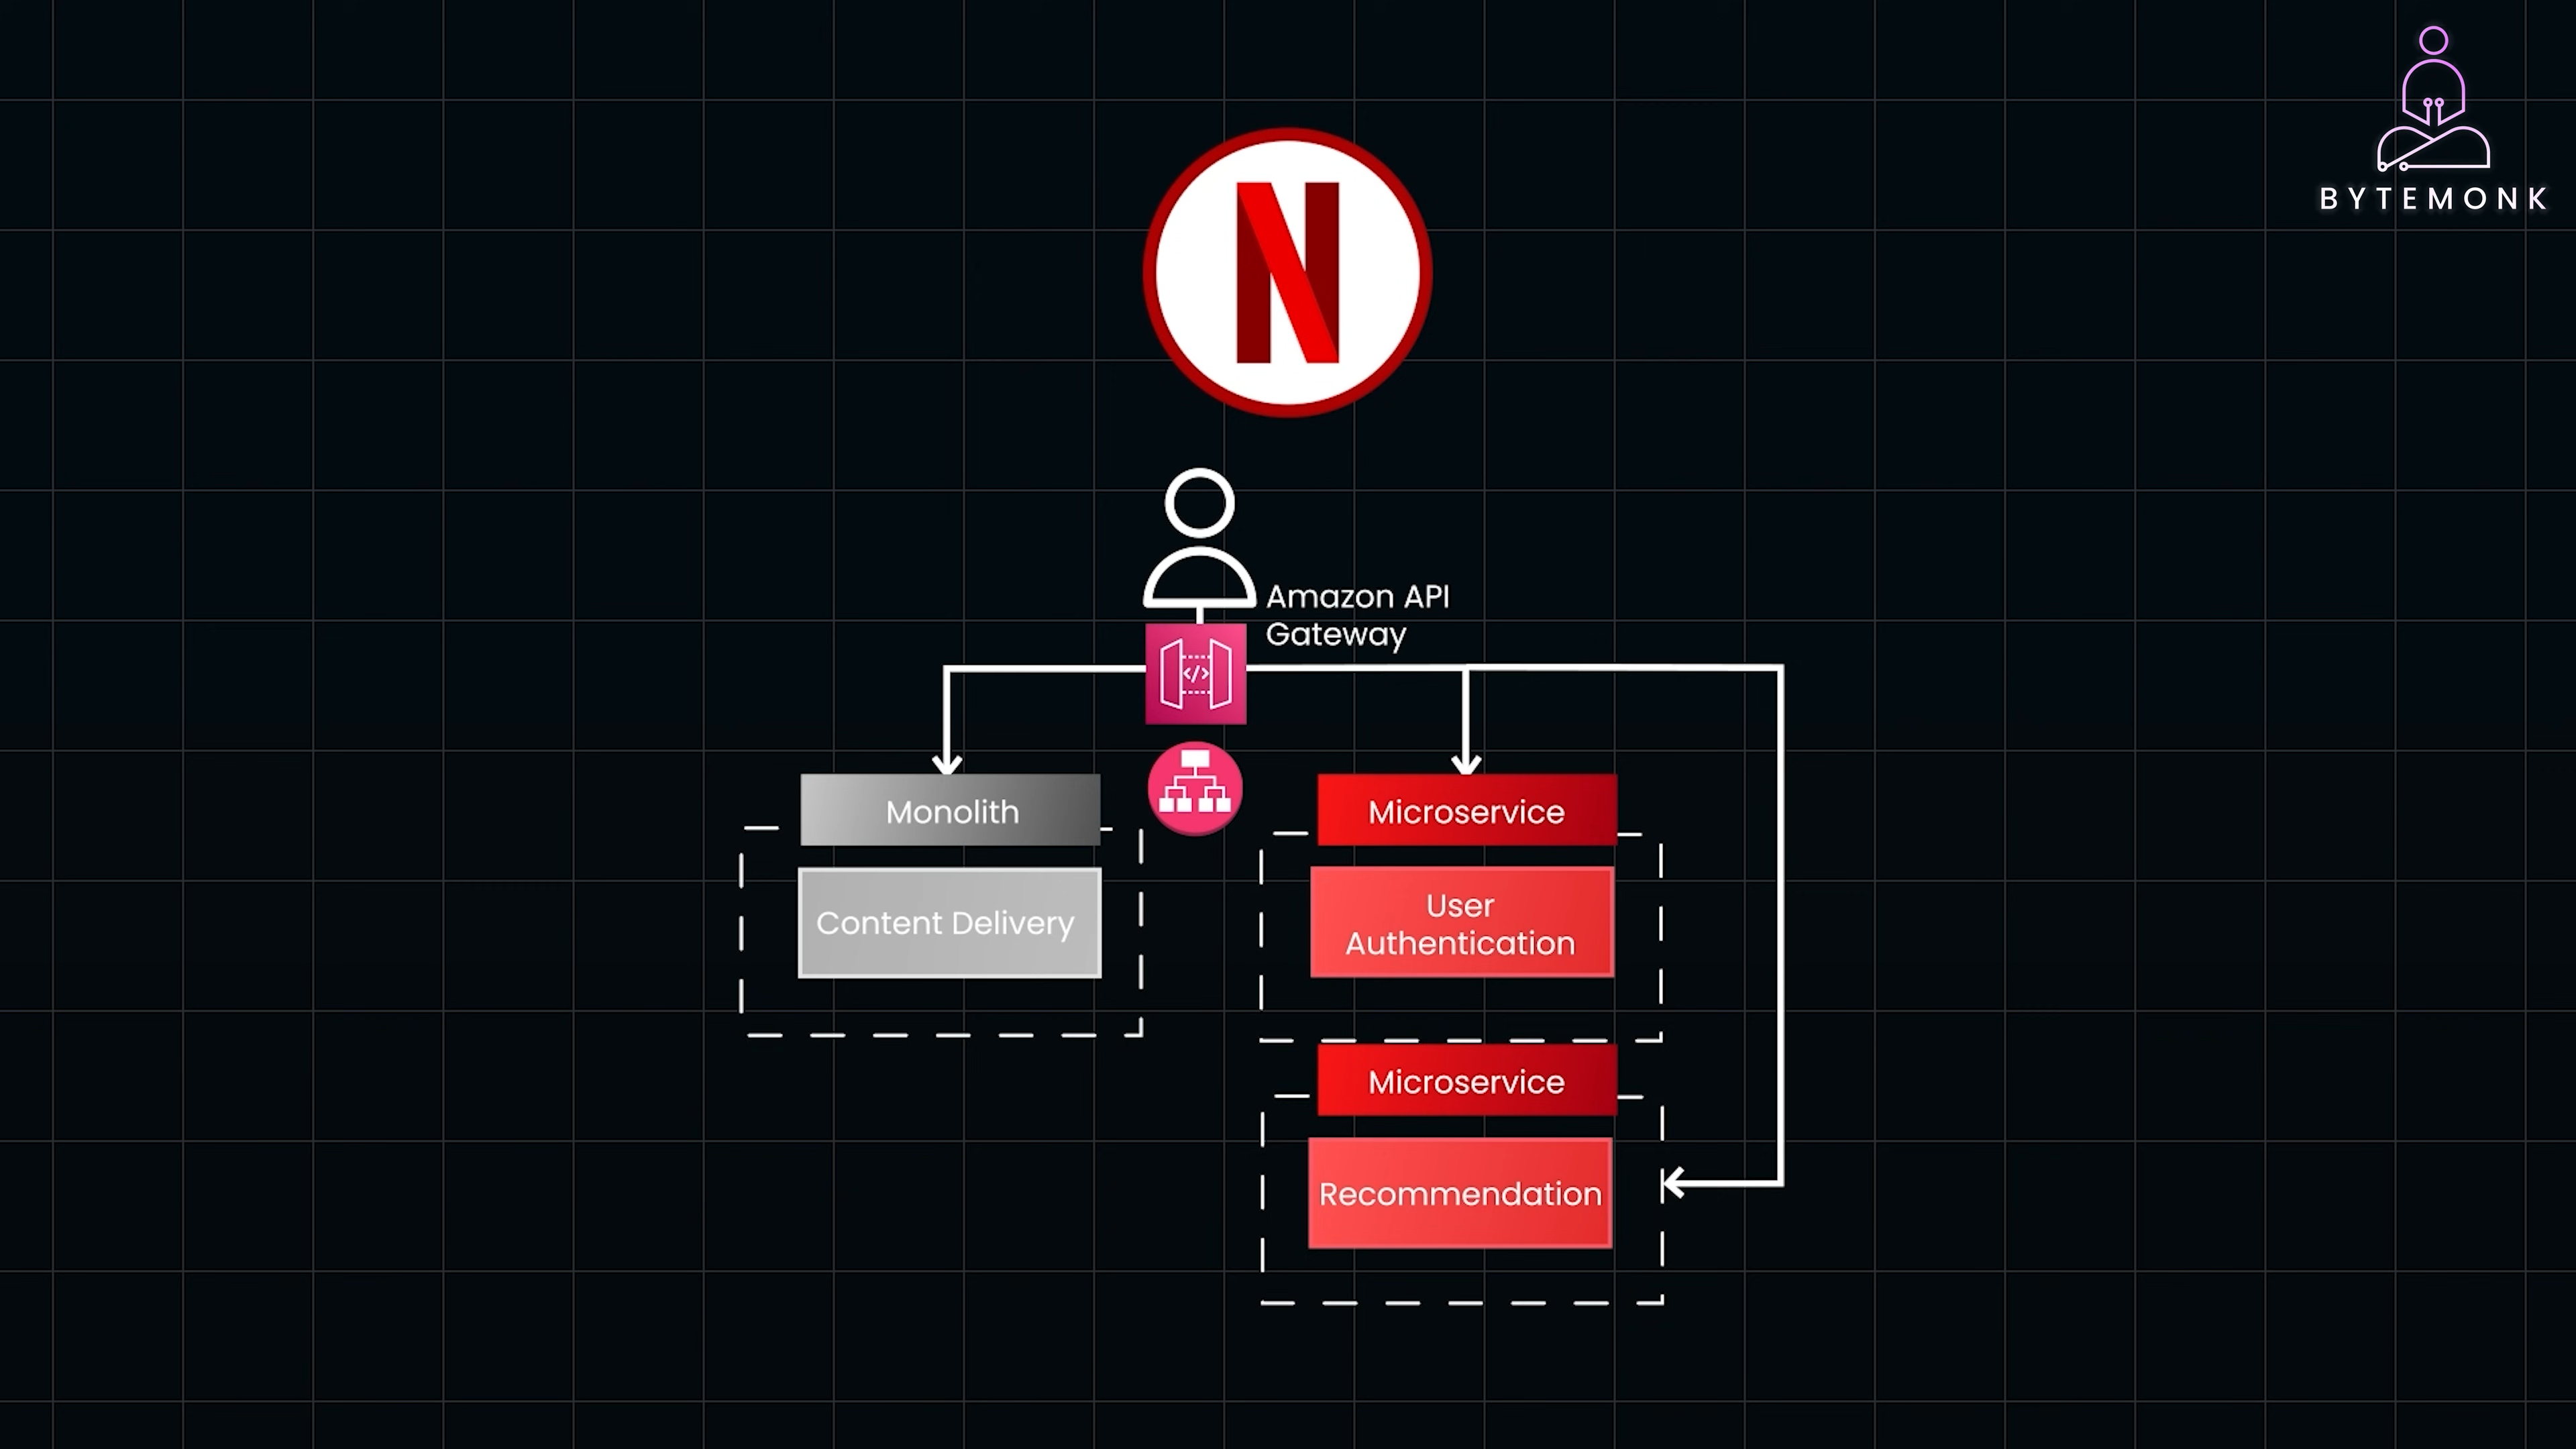 BYTEMONK
N
Amazon API
Gateway
</>
Monolith
Microservice
Content Delivery
User
Authentication
Microservice
Recommendation